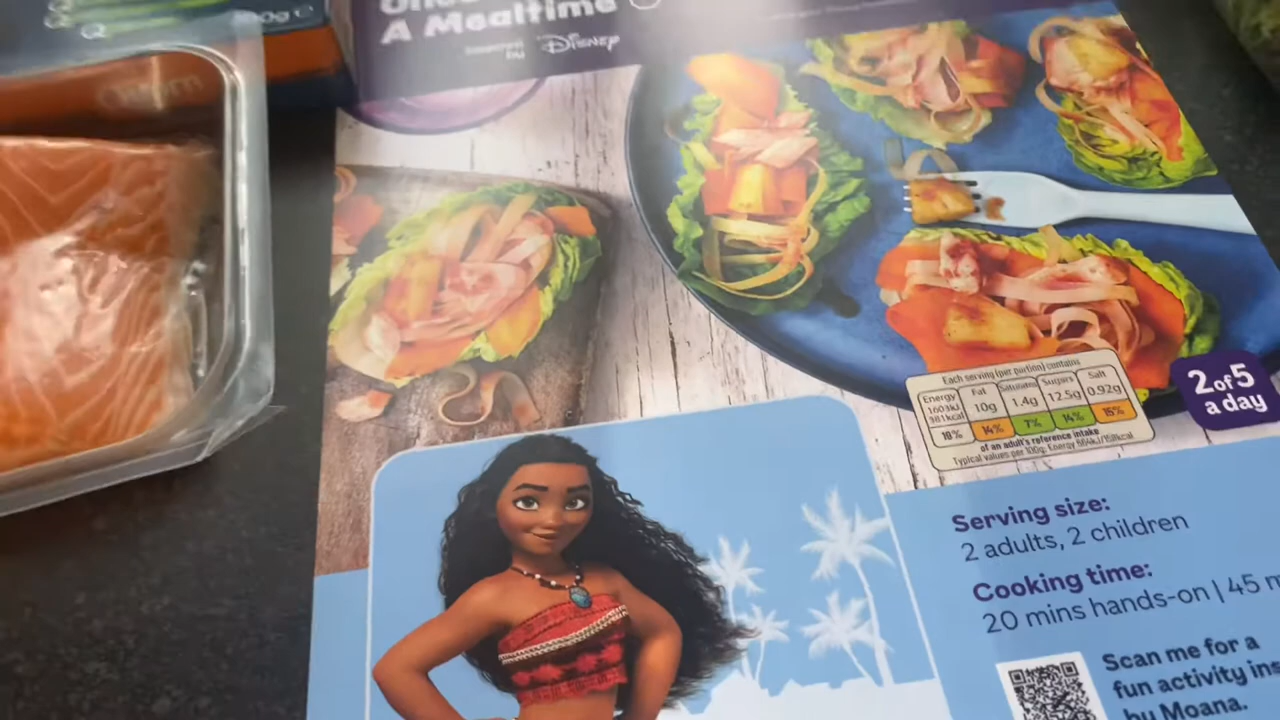 A Mealtime
Disney
Each serving (per portion) contains
Energy
1603kJ
381kcal
19%
Fat
10g
14%
Saturates
1.4g
7%
Sugars
12.5g
14%
Salt
0.92g
15%
of an adult's reference intake
Typical values per 100g: Energy
2 of 5
a day
Serving size:
2 adults, 2 children
Cooking time:
20 mins hands-on | 45 m
Scan me for a
fun activity ins
by Moana.